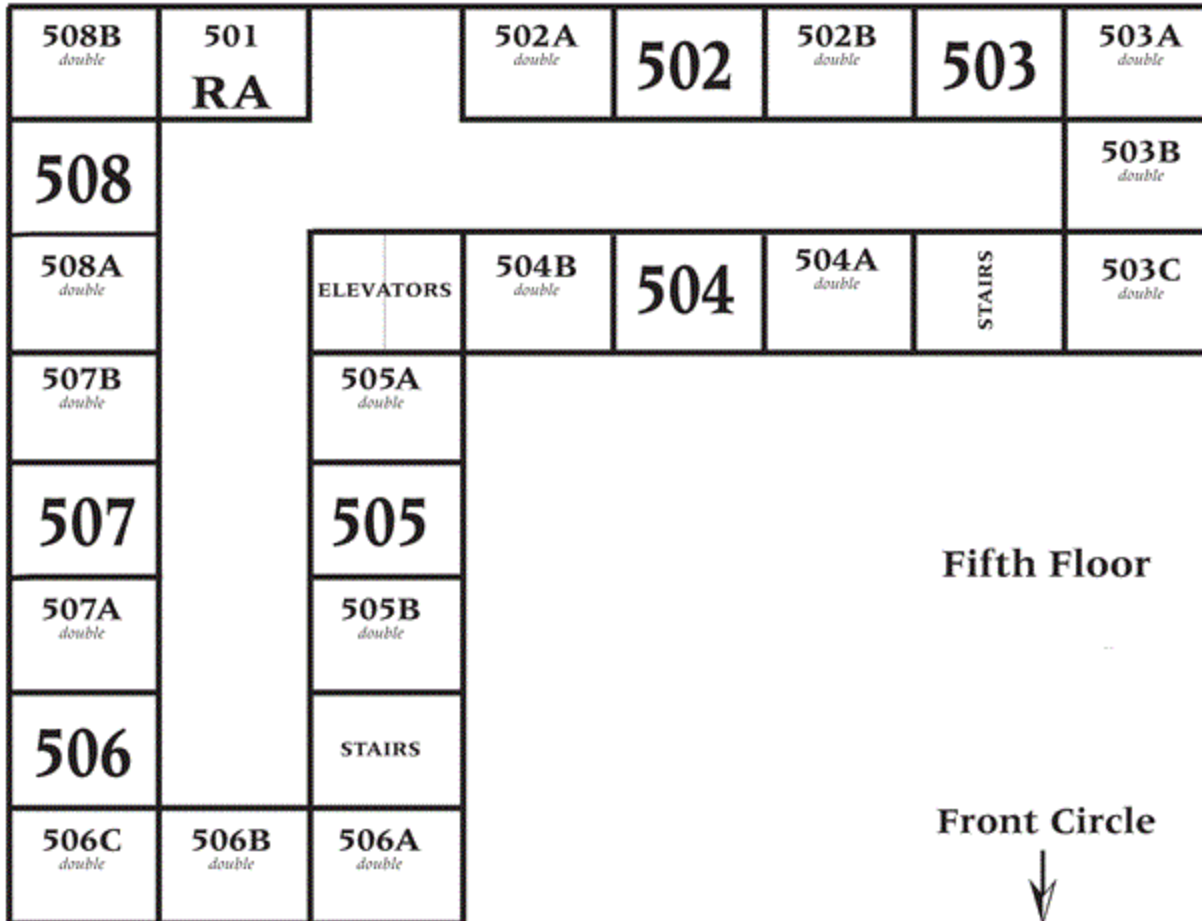 508B
double
501
RA
502A
double
502
502B
double
503
503A
double
508
503B
double
508A
double
ELEVATORS
504B
double
504
504A
double
STAIRS
503C
double
507B
double
505A
double
507
505
Fifth Floor
507A
double
505B
double
506
STAIRS
Front Circle
506C
double
506B
double
506A
double